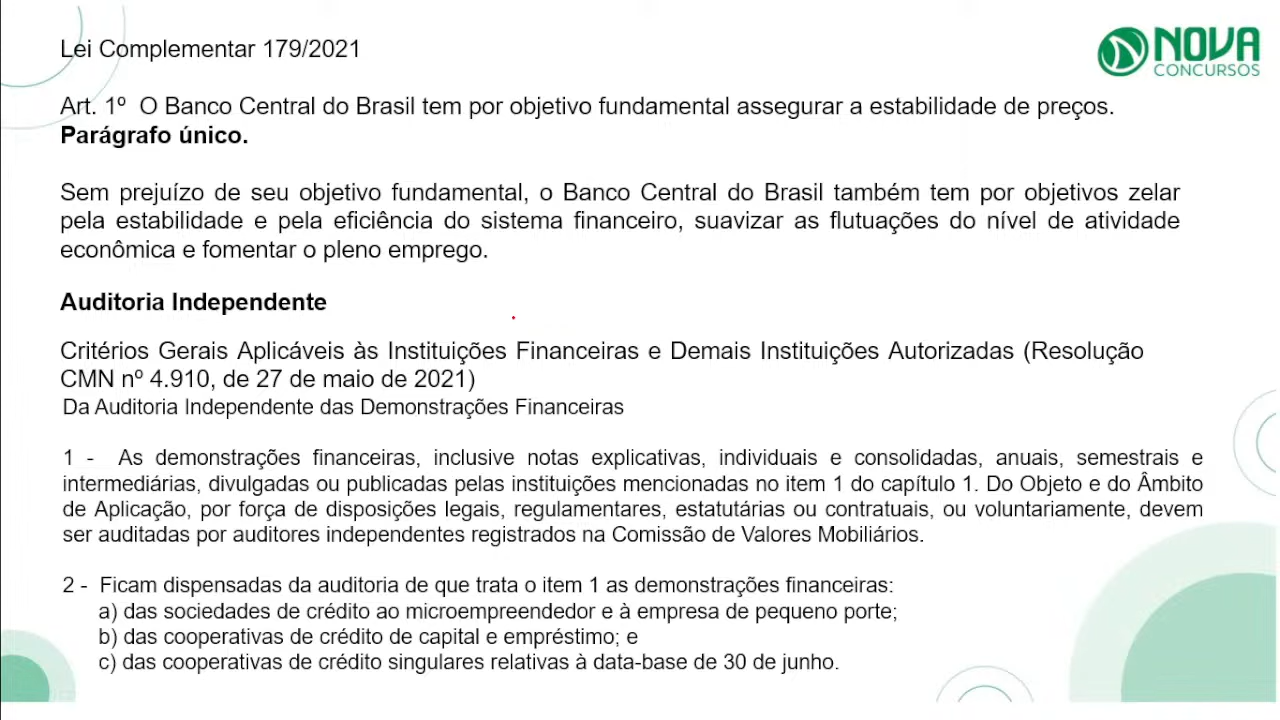 Lei Complementar 179/2021
NOVA
CONCURSOS
Art. 1º O Banco Central do Brasil tem por objetivo fundamental assegurar a estabilidade de preços.
Parágrafo único.
Sem prejuízo de seu objetivo fundamental, o Banco Central do Brasil também tem por objetivos zelar
pela estabilidade e pela eficiência do sistema financeiro, suavizar as flutuações do nível de atividade
econômica e fomentar o pleno emprego.
Auditoria Independente
Critérios Gerais Aplicáveis às Instituições Financeiras e Demais Instituições Autorizadas (Resolução
CMN nº 4.910, de 27 de maio de 2021)
Da Auditoria Independente das Demonstrações Financeiras
1 - As demonstrações financeiras, inclusive notas explicativas, individuais e consolidadas, anuais, semestrais e
intermediárias, divulgadas ou publicadas pelas instituições mencionadas no item 1 do capítulo 1. Do Objeto e do Âmbito
de Aplicação, por força de disposições legais, regulamentares, estatutárias ou contratuais, ou voluntariamente, devem
ser auditadas por auditores independentes registrados na Comissão de Valores Mobiliários.
2 - Ficam dispensadas da auditoria de que trata o item 1 as demonstrações financeiras:
a) das sociedades de crédito ao microempreendedor e à empresa de pequeno porte;
b) das cooperativas de crédito de capital e empréstimo; e
c) das cooperativas de crédito singulares relativas à data-base de 30 de junho.